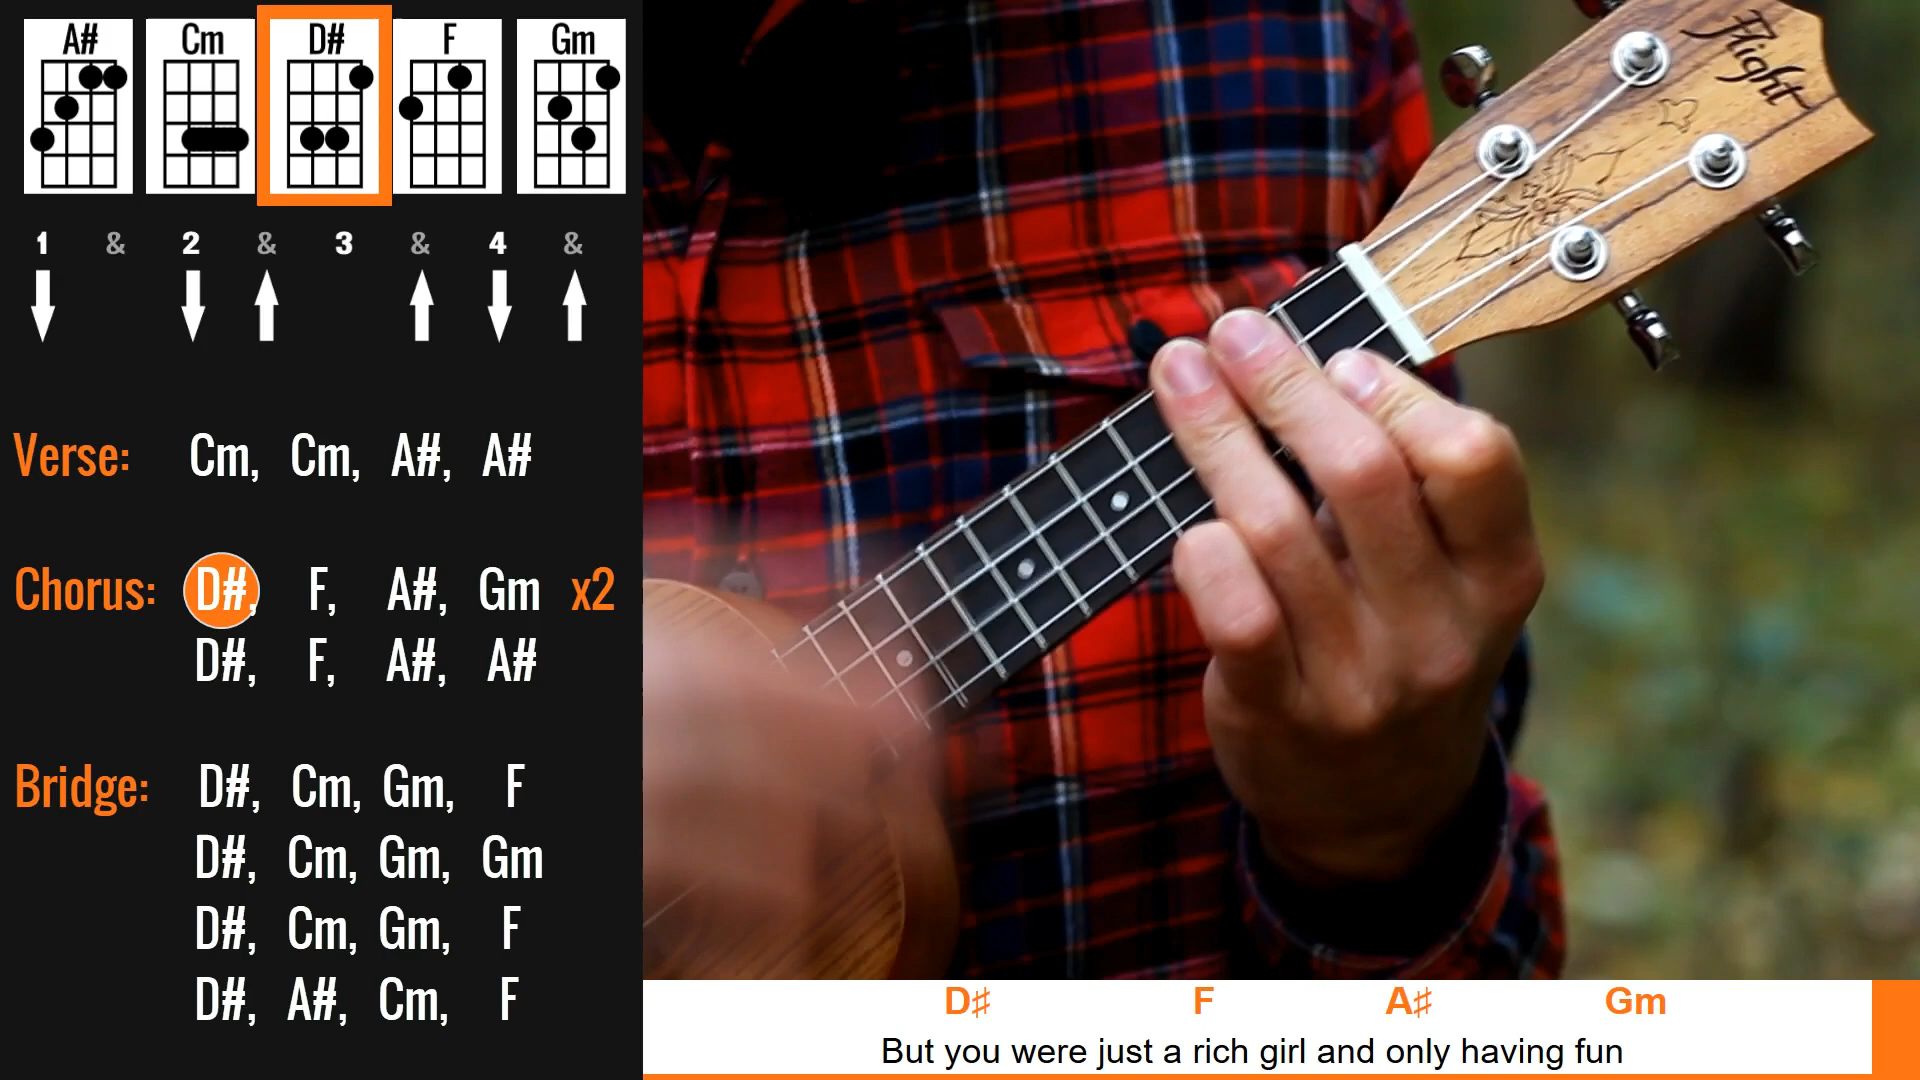 A# Cm D# F Gm
1 & 2 & 3 & 4 &
Verse: Cm, Cm, A#, A#
Chorus: D#, F, A#, Gm x2
D#, F, A#, A#
Bridge: D#, Cm, Gm, F
D#, Cm, Gm, Gm
D#, Cm, Gm, F
D#, A#, Cm, F
Flight
D♯ F A♯ Gm
But you were just a rich girl and only having fun